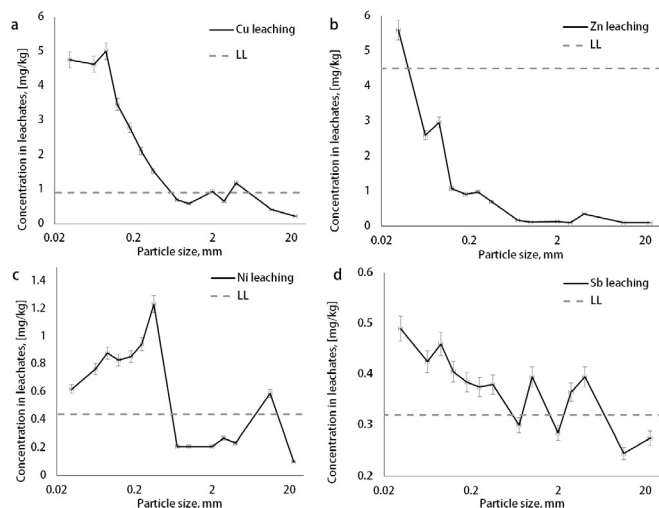 a
Cu leaching
LL
Concentration in leachates, [mg/kg]
6
5
4
3
2
1
0
0.02
0.2
2
20
Particle size, mm
b
Zn leaching
LL
Concentration in leachates, [mg/kg]
6
5
4
3
2
1
0
0.02
0.2
2
20
Particle size, mm
c
Ni leaching
LL
Concentration in leachates, [mg/kg]
1.6
1.2
0.8
0.4
0.2
0
0.02
0.2
2
20
Particle size, mm
d
Sb leaching
LL
Concentration in leachates, [mg/kg]
0.6
0.5
0.4
0.3
0.2
0.02
0.2
2
20
Particle size, mm